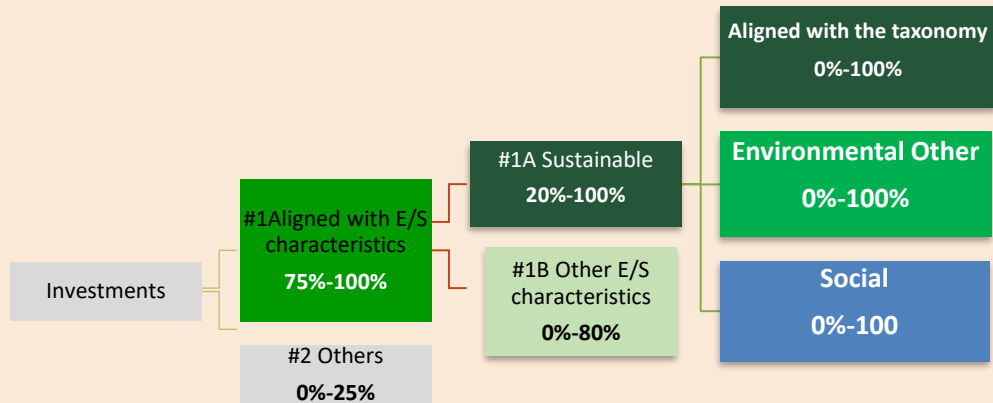 Investments
#1Aligned with E/S
characteristics
75%-100%
#2 Others
0%-25%
#1A Sustainable
20%-100%
#1B Other E/S
characteristics
0%-80%
Aligned with the taxonomy
0%-100%
Environmental Other
0%-100%
Social
0%-100